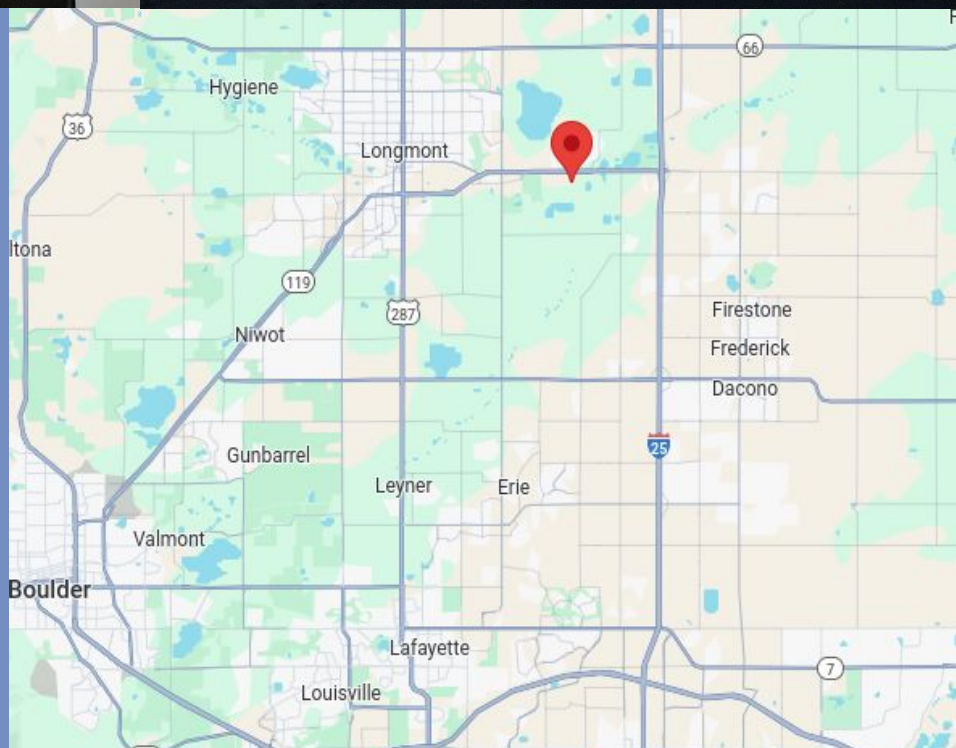 66
Hygiene
36
Longmont
ltona
119
287
Firestone
Niwot
Frederick
Dacono
25
Gunbarrel
Leyner
Erie
Valmont
Boulder
Lafayette
7
Louisville